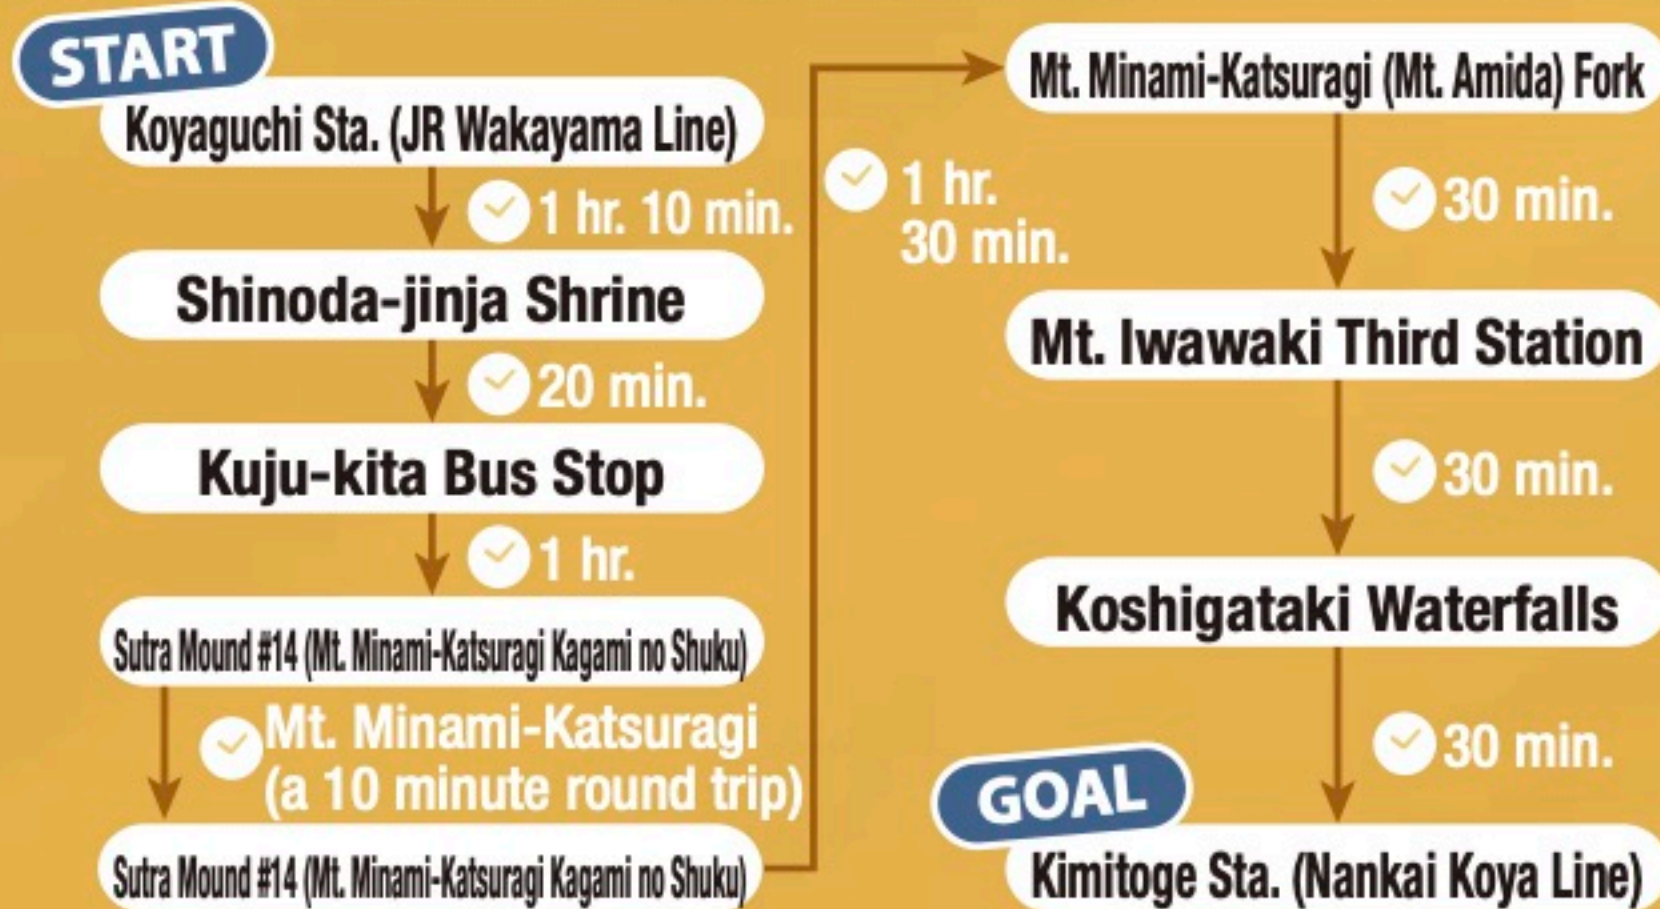 START
Koyaguchi Sta. (JR Wakayama Line)
1 hr. 10 min.
Shinoda-jinja Shrine
20 min.
Kuju-kita Bus Stop
1 hr.
Sutra Mound #14 (Mt. Minami-Katsuragi Kagami no Shuku)
Mt. Minami-Katsuragi
(a 10 minute round trip)
Sutra Mound #14 (Mt. Minami-Katsuragi Kagami no Shuku)
1 hr.
30 min.
Mt. Minami-Katsuragi (Mt. Amida) Fork
30 min.
Mt. Iwawaki Third Station
30 min.
Koshigataki Waterfalls
30 min.
GOAL
Kimitoge Sta. (Nankai Koya Line)